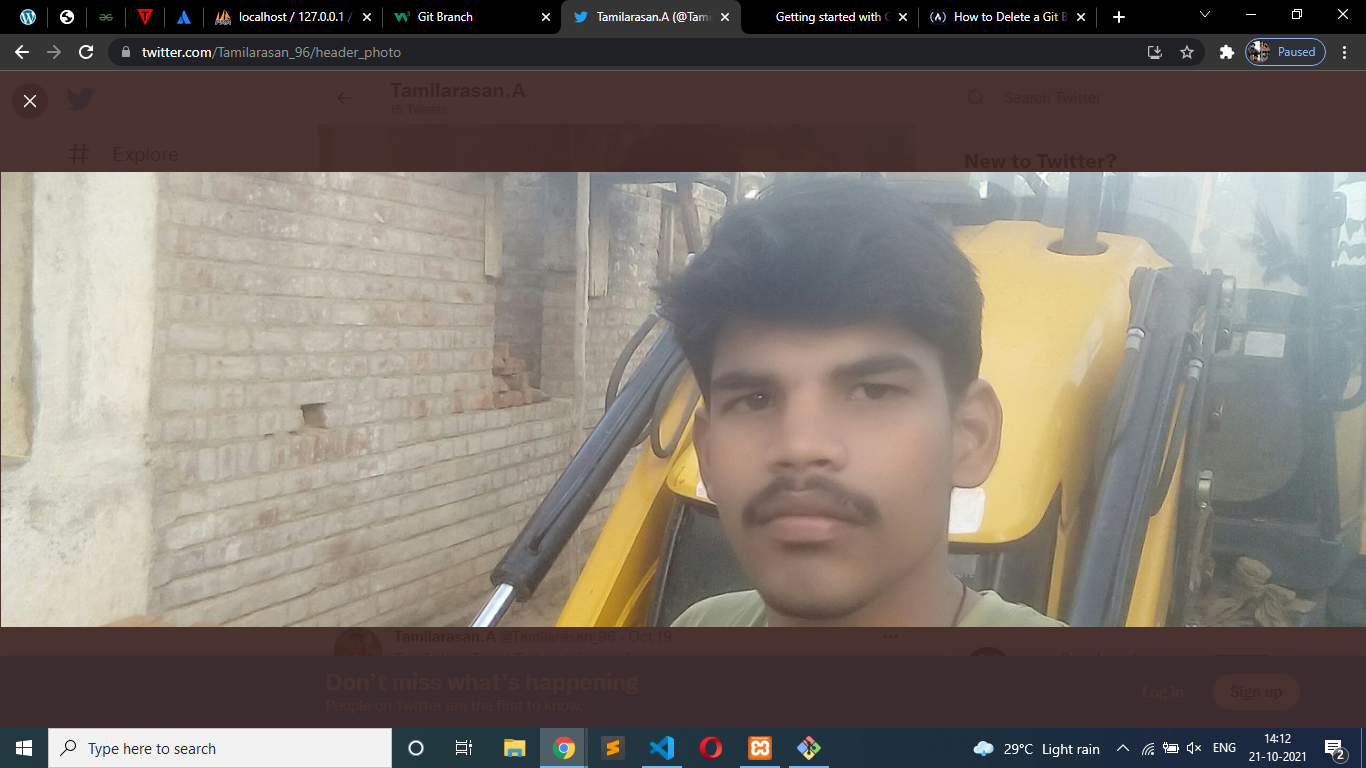 localhost / 127.0.0.1 /
Git Branch
Tamilarasan.A (@Tami
Getting started with
How to Delete a Git B
twitter.com/Tamilarasan_96/header_photo
Paused
Tamilarasan.A
15 Tweets
Search Twitter
Explore
New to Twitter?
Tamilarasan.A @Tamilarasan_96 - Oct 19
Don't miss what's happening
People on Twitter are the first to know.
Log in
Sign up
Type here to search
29°C Light rain
ENG
14:12
21-10-2021
2